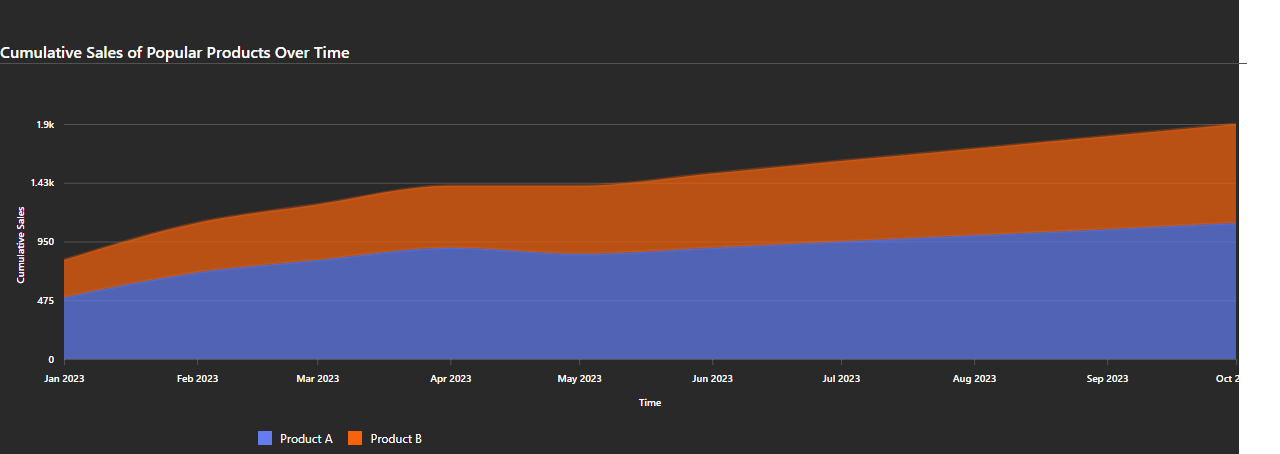 Cumulative Sales of Popular Products Over Time
1.9k
1.43k
950
475
0
Cumulative Sales
Jan 2023 Feb 2023 Mar 2023 Apr 2023 May 2023 Jun 2023 Jul 2023 Aug 2023 Sep 2023 Oct
Time
Product A Product B